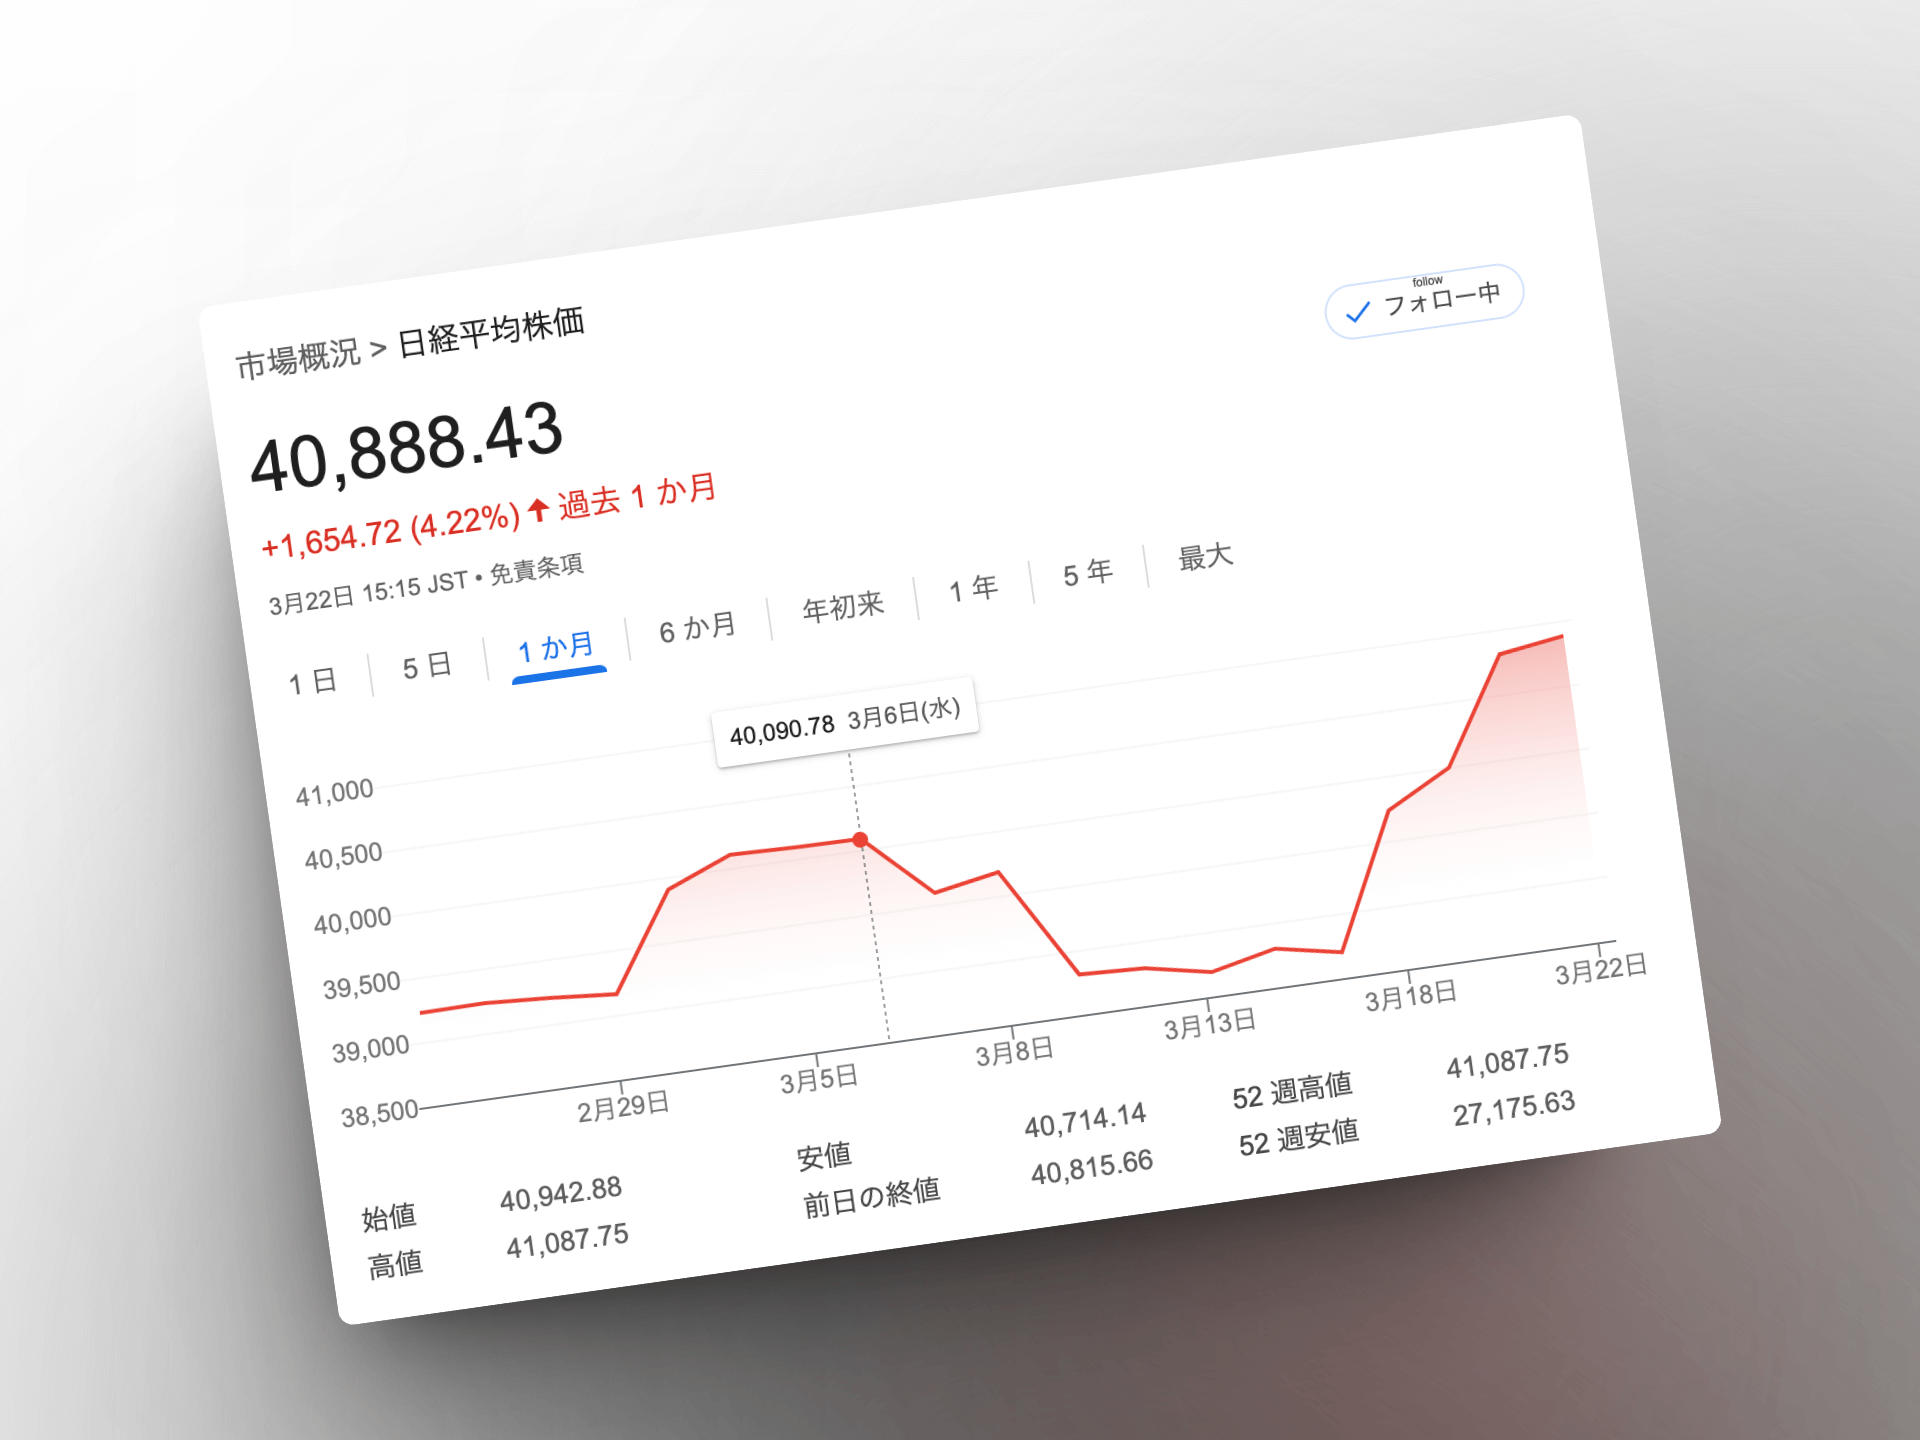 市場概況 > 日経平均株価
follow
フォロー中
40,888.43
+1,654.72 (4.22%) ↑ 過去 1 か月
3月22日 15:15 JST • 免責条項
1 日
5 日
1 か月
6 か月
年初来
1 年
5 年
最大
40,090.78 3月6日(水)
41,000
40,500
40,000
39,500
39,000
38,500
2月29日
3月5日
3月8日
3月13日
3月18日
3月22日
始値 40,942.88
高値 41,087.75
安値 40,714.14
前日の終値 40,815.66
52 週高値 41,087.75
52 週安値 27,175.63